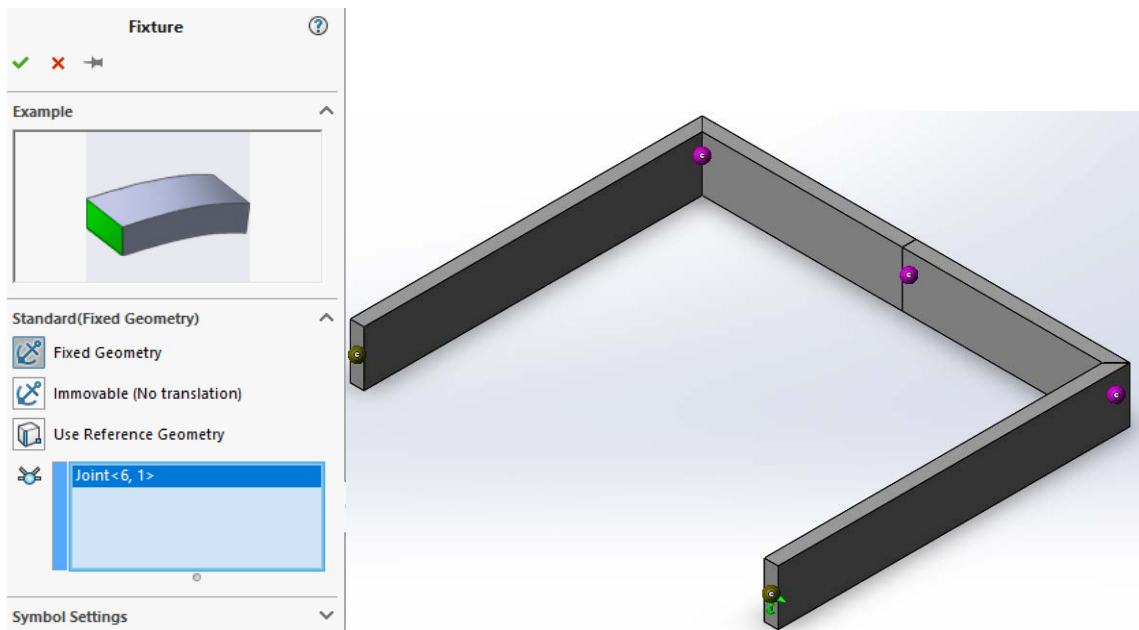 Fixture
?
Example
Standard(Fixed Geometry)
Fixed Geometry
Immovable (No translation)
Use Reference Geometry
Joint<6, 1>
Symbol Settings
c
c
c
c
c